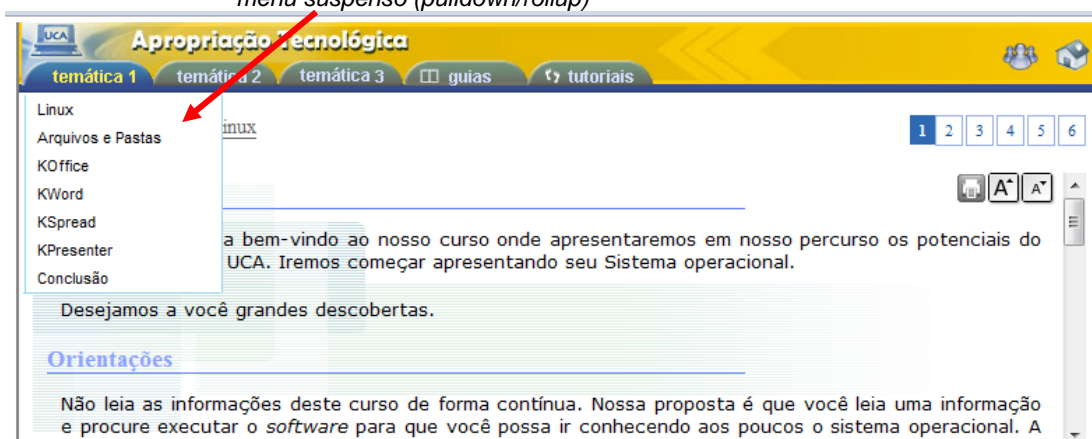 menu suspenso (pulldown/rollup)
UCA
Apropriação Tecnológica
temática 1 temática 2 temática 3 guias tutoriais
Linux
Arquivos e Pastas
KOffice
KWord
KSpread
KPresenter
Conclusão
inux
1 2 3 4 5 6
A A
a bem-vindo ao nosso curso onde apresentaremos em nosso percurso os potenciais do
UCA. Iremos começar apresentando seu Sistema operacional.
Desejamos a você grandes descobertas.
Orientações
Não leia as informações deste curso de forma contínua. Nossa proposta é que você leia uma informação
e procure executar o software para que você possa ir conhecendo aos poucos o sistema operacional. A